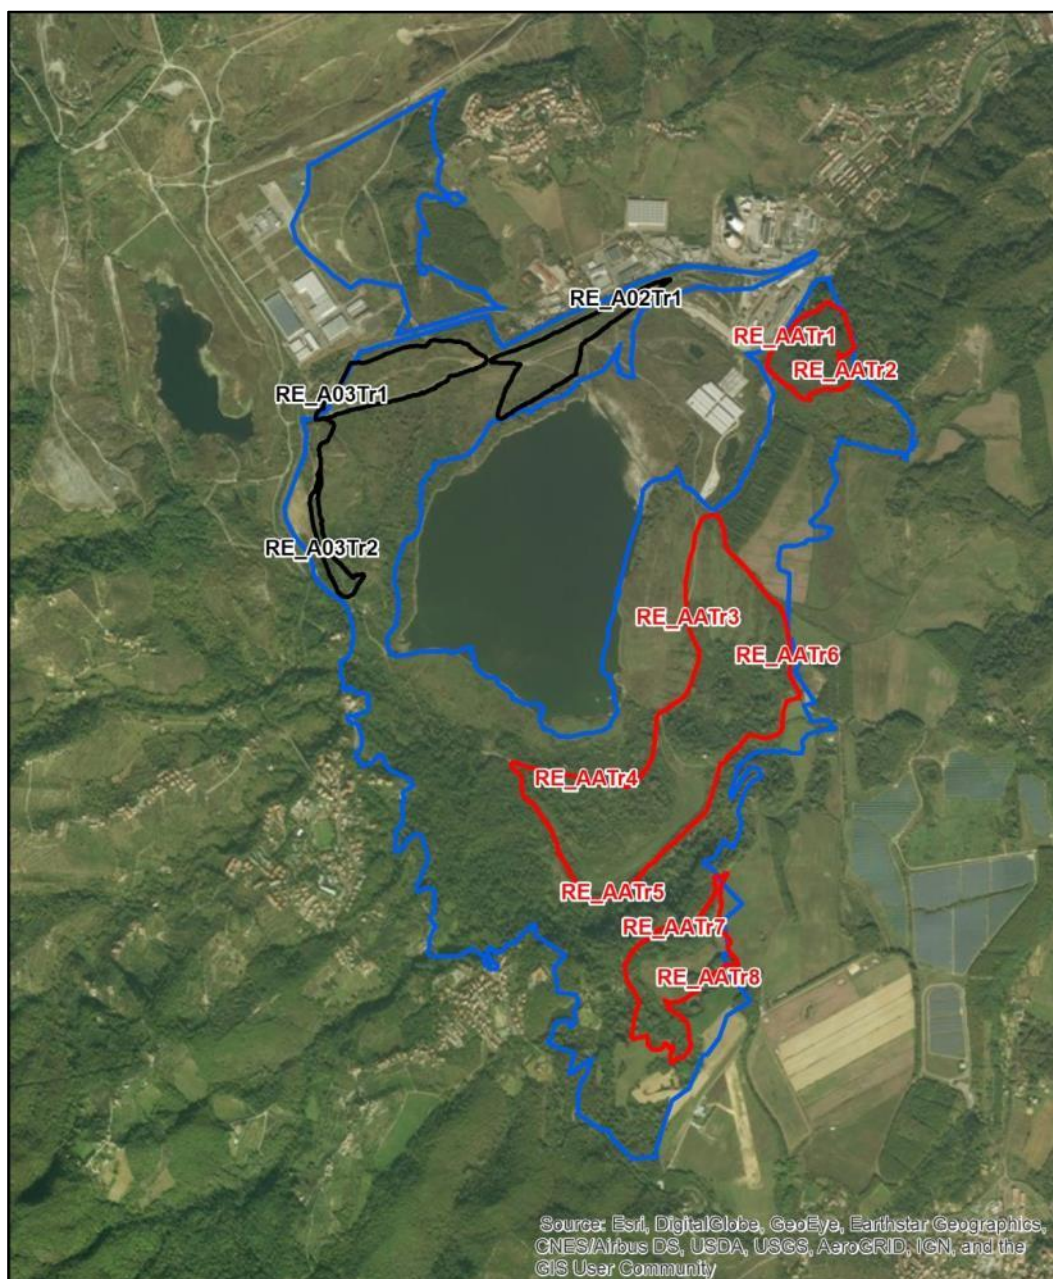 RE_A02Tr1
RE_AATr1
RE_AATr2
RE_A03Tr1
RE_A03Tr2
RE_AATr3
RE_AATr6
RE_AATr4
RE_AATr5
RE_AATr7
RE_AATr8
Source: Esri, DigitalGlobe, GeoEye, Earthstar Geographics,
CNES/Airbus DS, USDA, USGS, AeroGRID, IGN, and the
GIS User Community